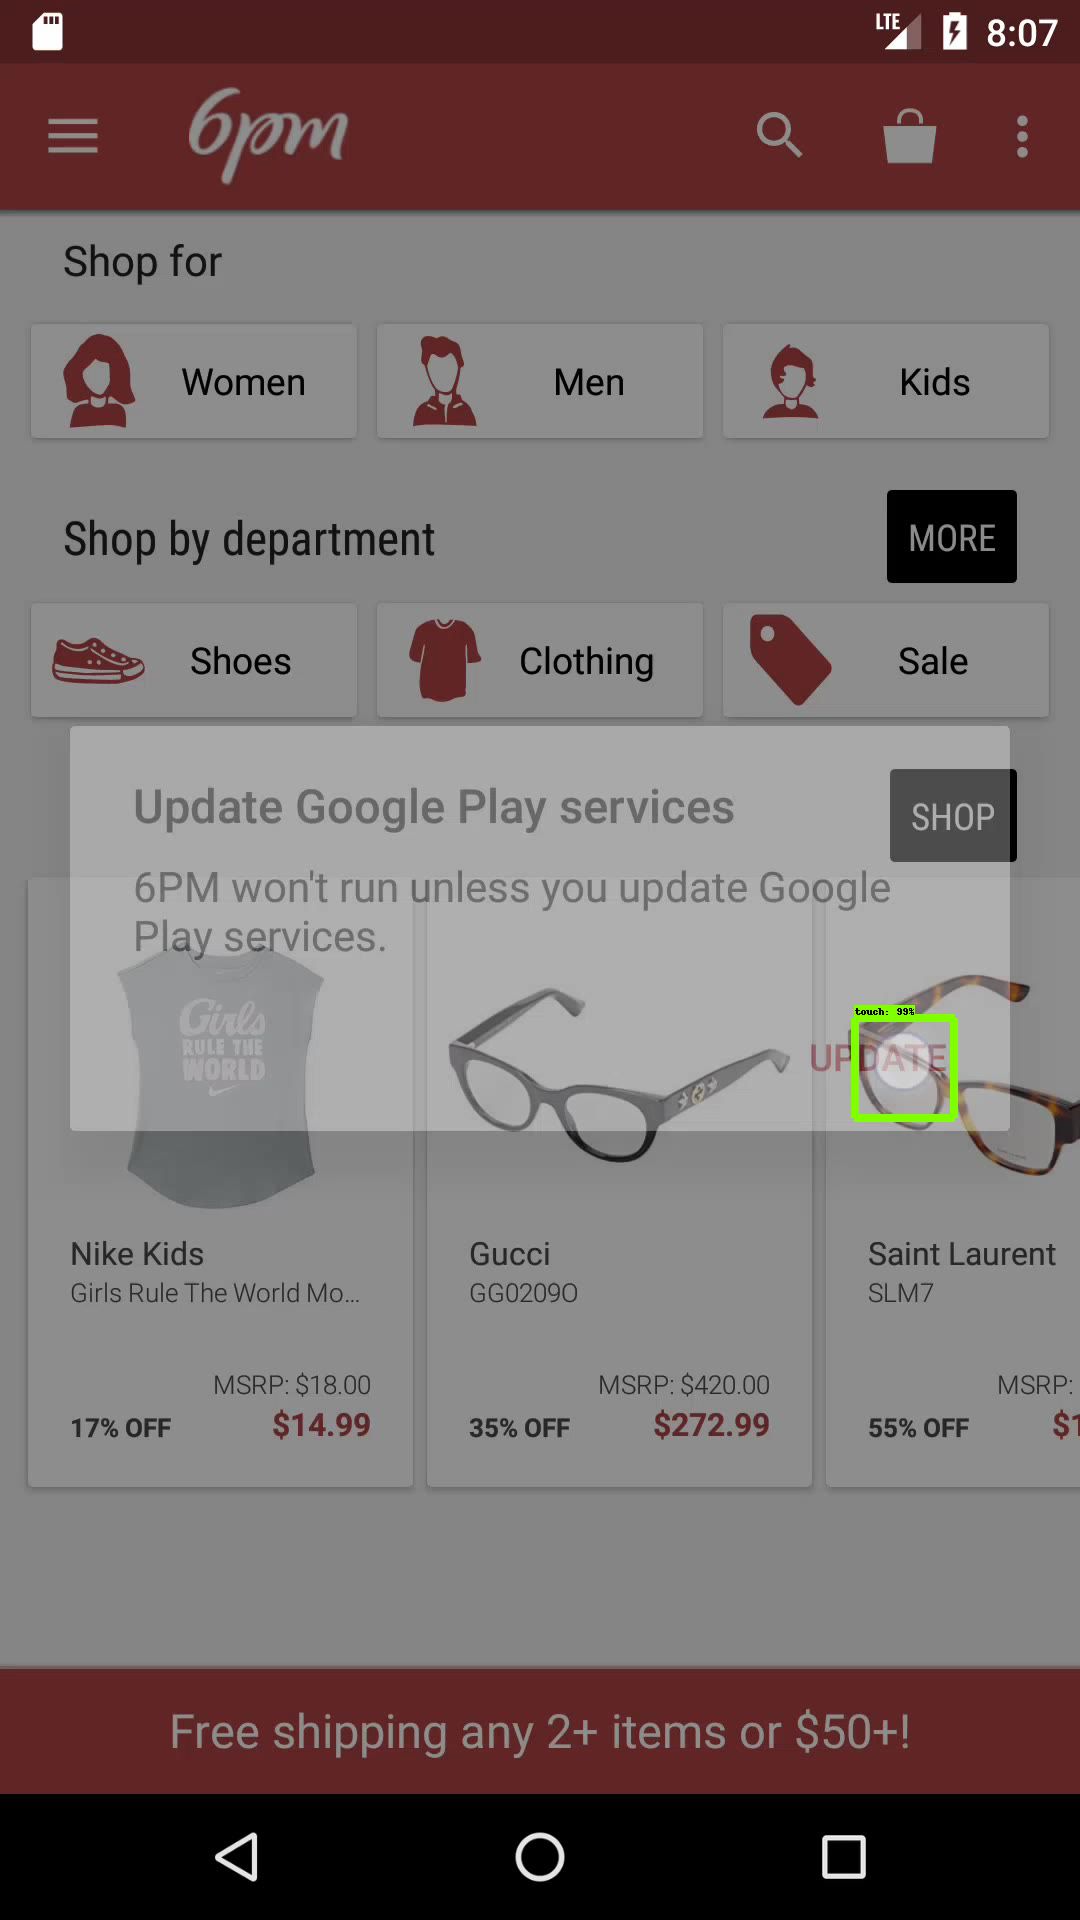 LTE 8:07
6pm
Shop for
Women Men Kids
Shop by department MORE
Shoes Clothing Sale
Update Google Play services SHOP
6PM won't run unless you update Google
Play services.
Girls
RULE THE
WORLD
touch: 99%
UPDATE
Nike Kids
Girls Rule The World Mo...
MSRP: $18.00
17% OFF $14.99
Gucci
GG0209O
MSRP: $420.00
35% OFF $272.99
Saint Laurent
SLM7
MSRP:
55% OFF $1
Free shipping any 2+ items or $50+!